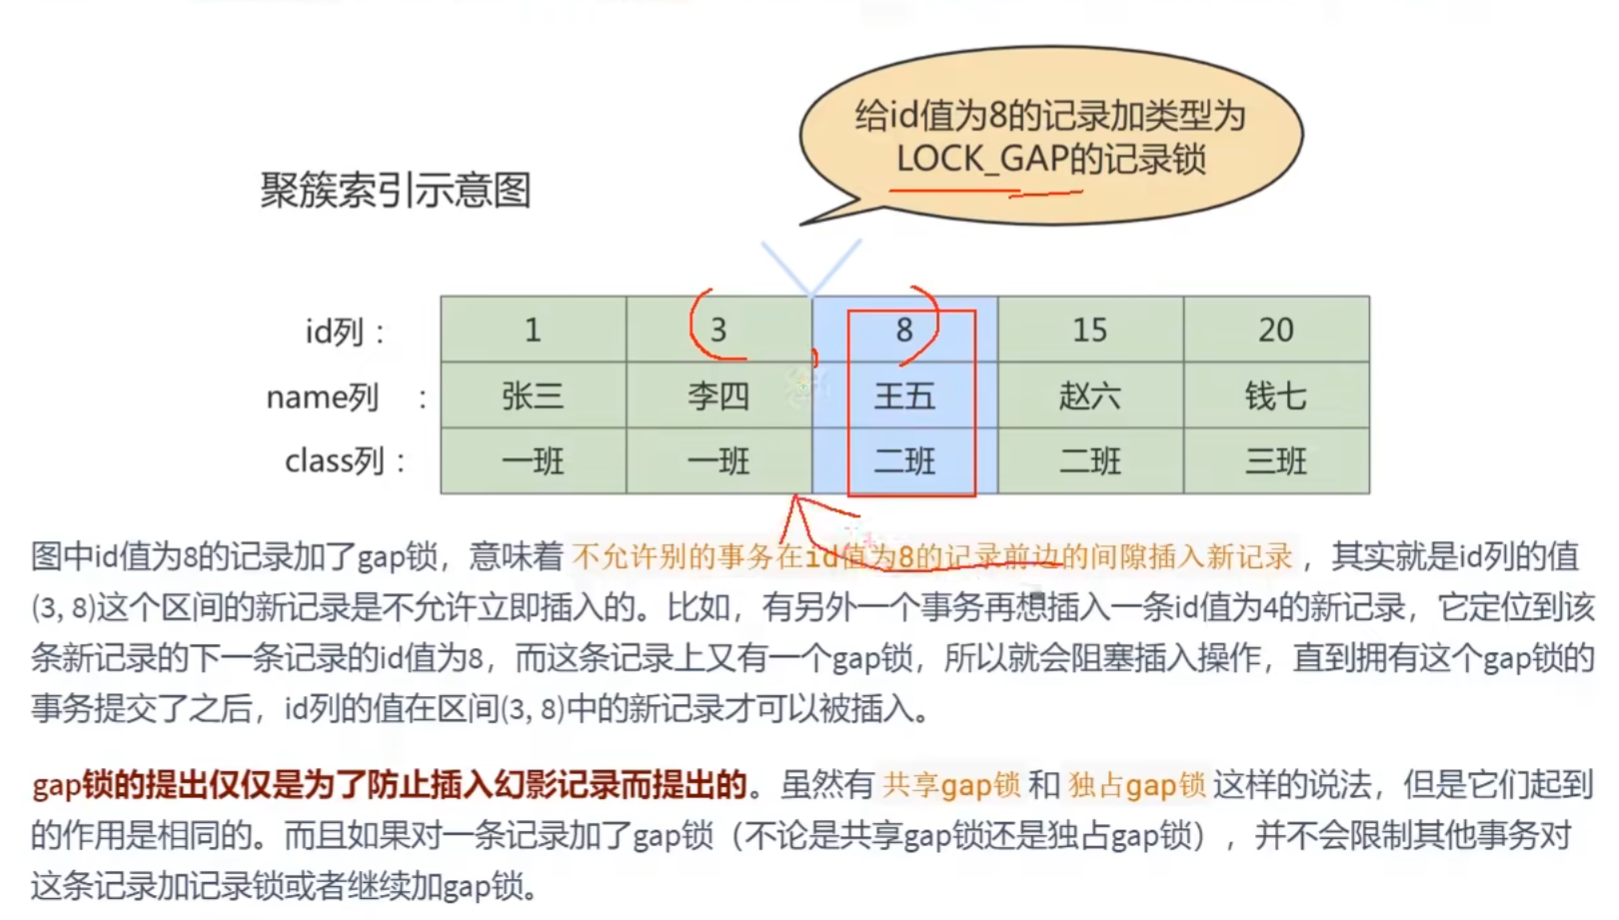 给id值为8的记录加类型为
LOCK_GAP的记录锁
聚簇索引示意图
id列： 1 3 8 15 20
name列 ： 张三 李四 王五 赵六 钱七
class列： 一班 一班 二班 二班 三班
图中id值为8的记录加了gap锁，意味着 不允许别的事务在id值为8的记录前边的间隙插入新记录 ，其实就是id列的值
(3, 8)这个区间的新记录是不允许立即插入的。比如，有另外一个事务再想插入一条id值为4的新记录，它定位到该
条新记录的下一条记录的id值为8，而这条记录上又有一个gap锁，所以就会阻塞插入操作，直到拥有这个gap锁的
事务提交了之后，id列的值在区间(3, 8)中的新记录才可以被插入。
gap锁的提出仅仅是为了防止插入幻影记录而提出的。虽然有 共享gap锁 和 独占gap锁 这样的说法，但是它们起到
的作用是相同的。而且如果对一条记录加了gap锁（不论是共享gap锁还是独占gap锁），并不会限制其他事务对
这条记录加记录锁或者继续加gap锁。